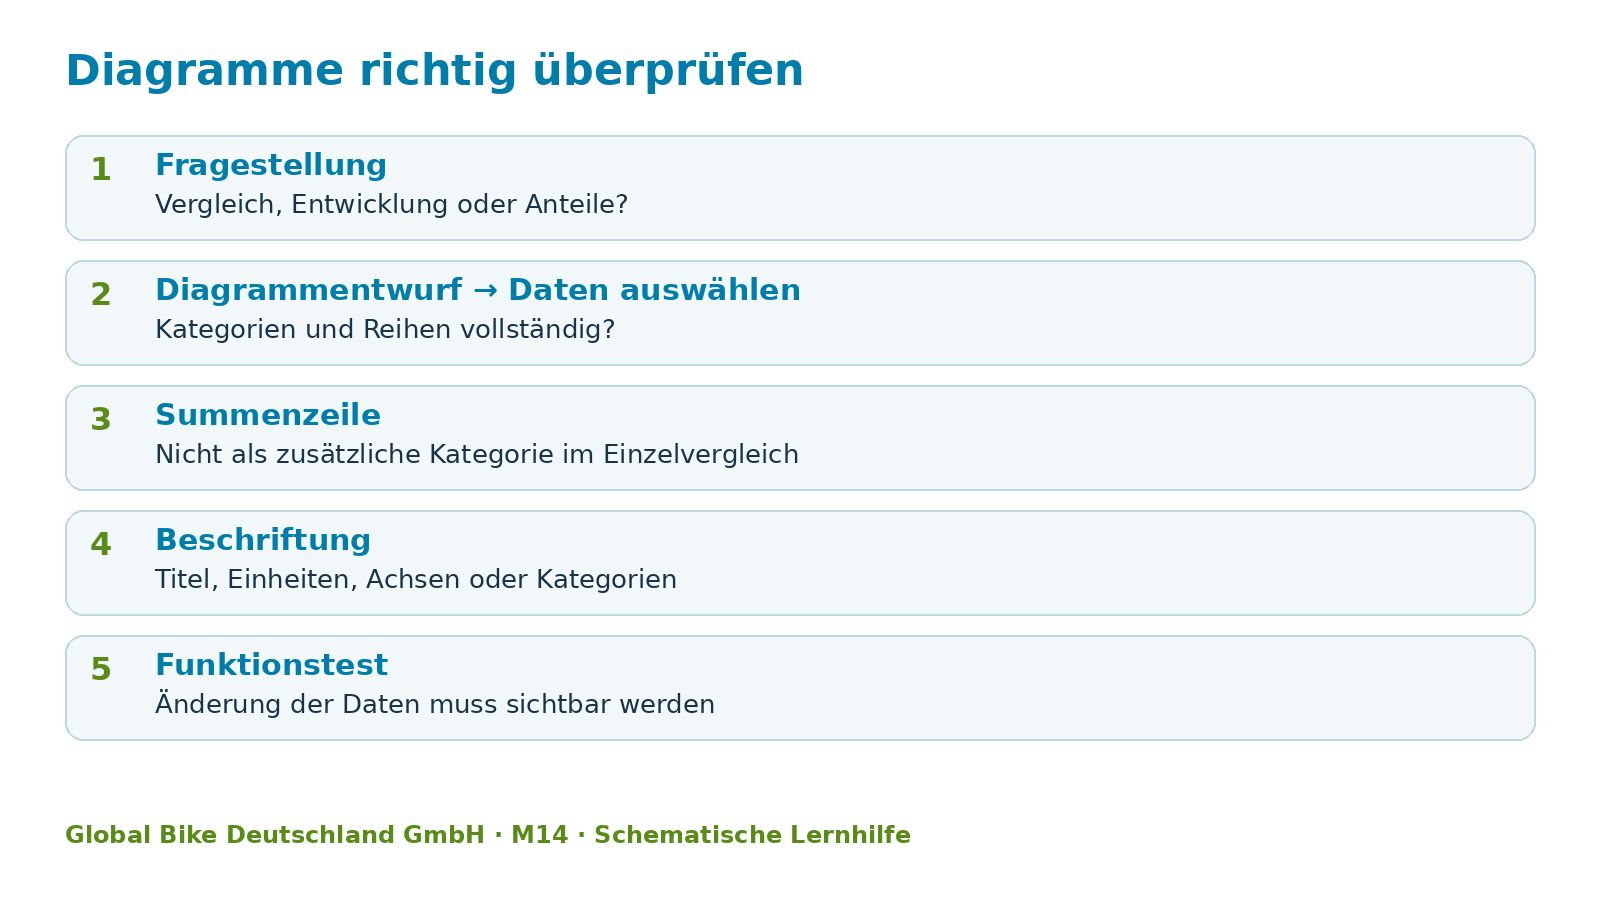 Diagramme richtig überprüfen
1 Fragestellung
Vergleich, Entwicklung oder Anteile?
2 Diagrammentwurf → Daten auswählen
Kategorien und Reihen vollständig?
3 Summenzeile
Nicht als zusätzliche Kategorie im Einzelvergleich
4 Beschriftung
Titel, Einheiten, Achsen oder Kategorien
5 Funktionstest
Änderung der Daten muss sichtbar werden
Global Bike Deutschland GmbH · M14 · Schematische Lernhilfe